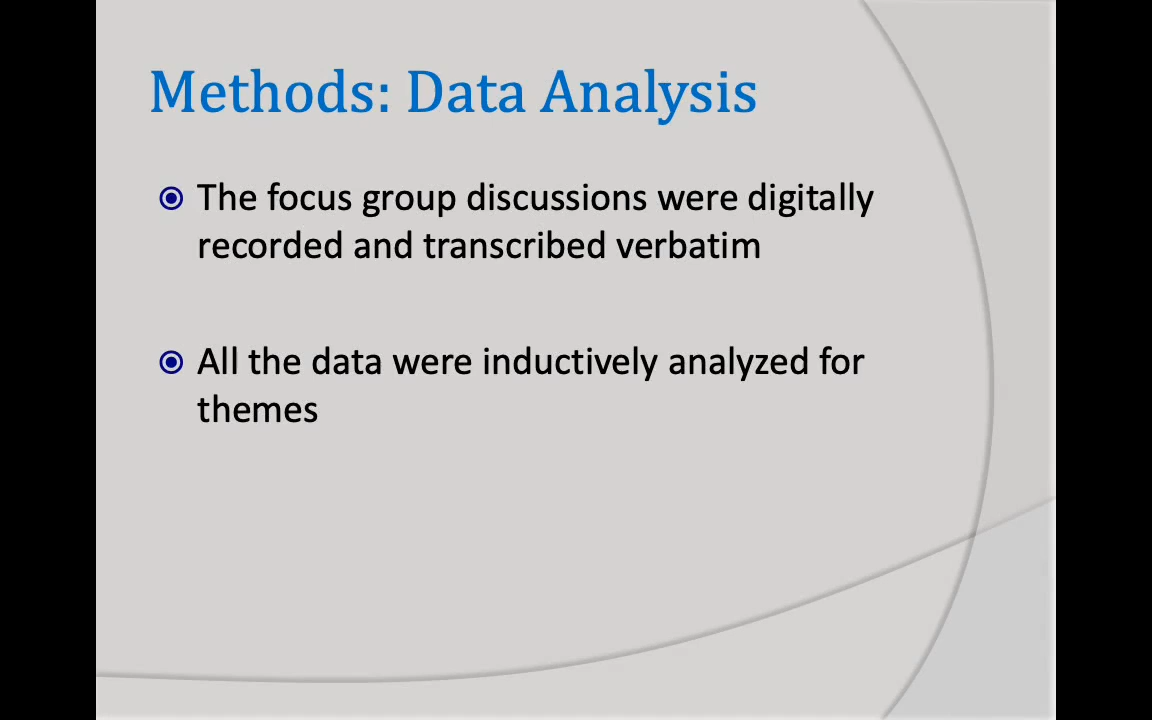 Methods: Data Analysis
The focus group discussions were digitally
recorded and transcribed verbatim
All the data were inductively analyzed for
themes